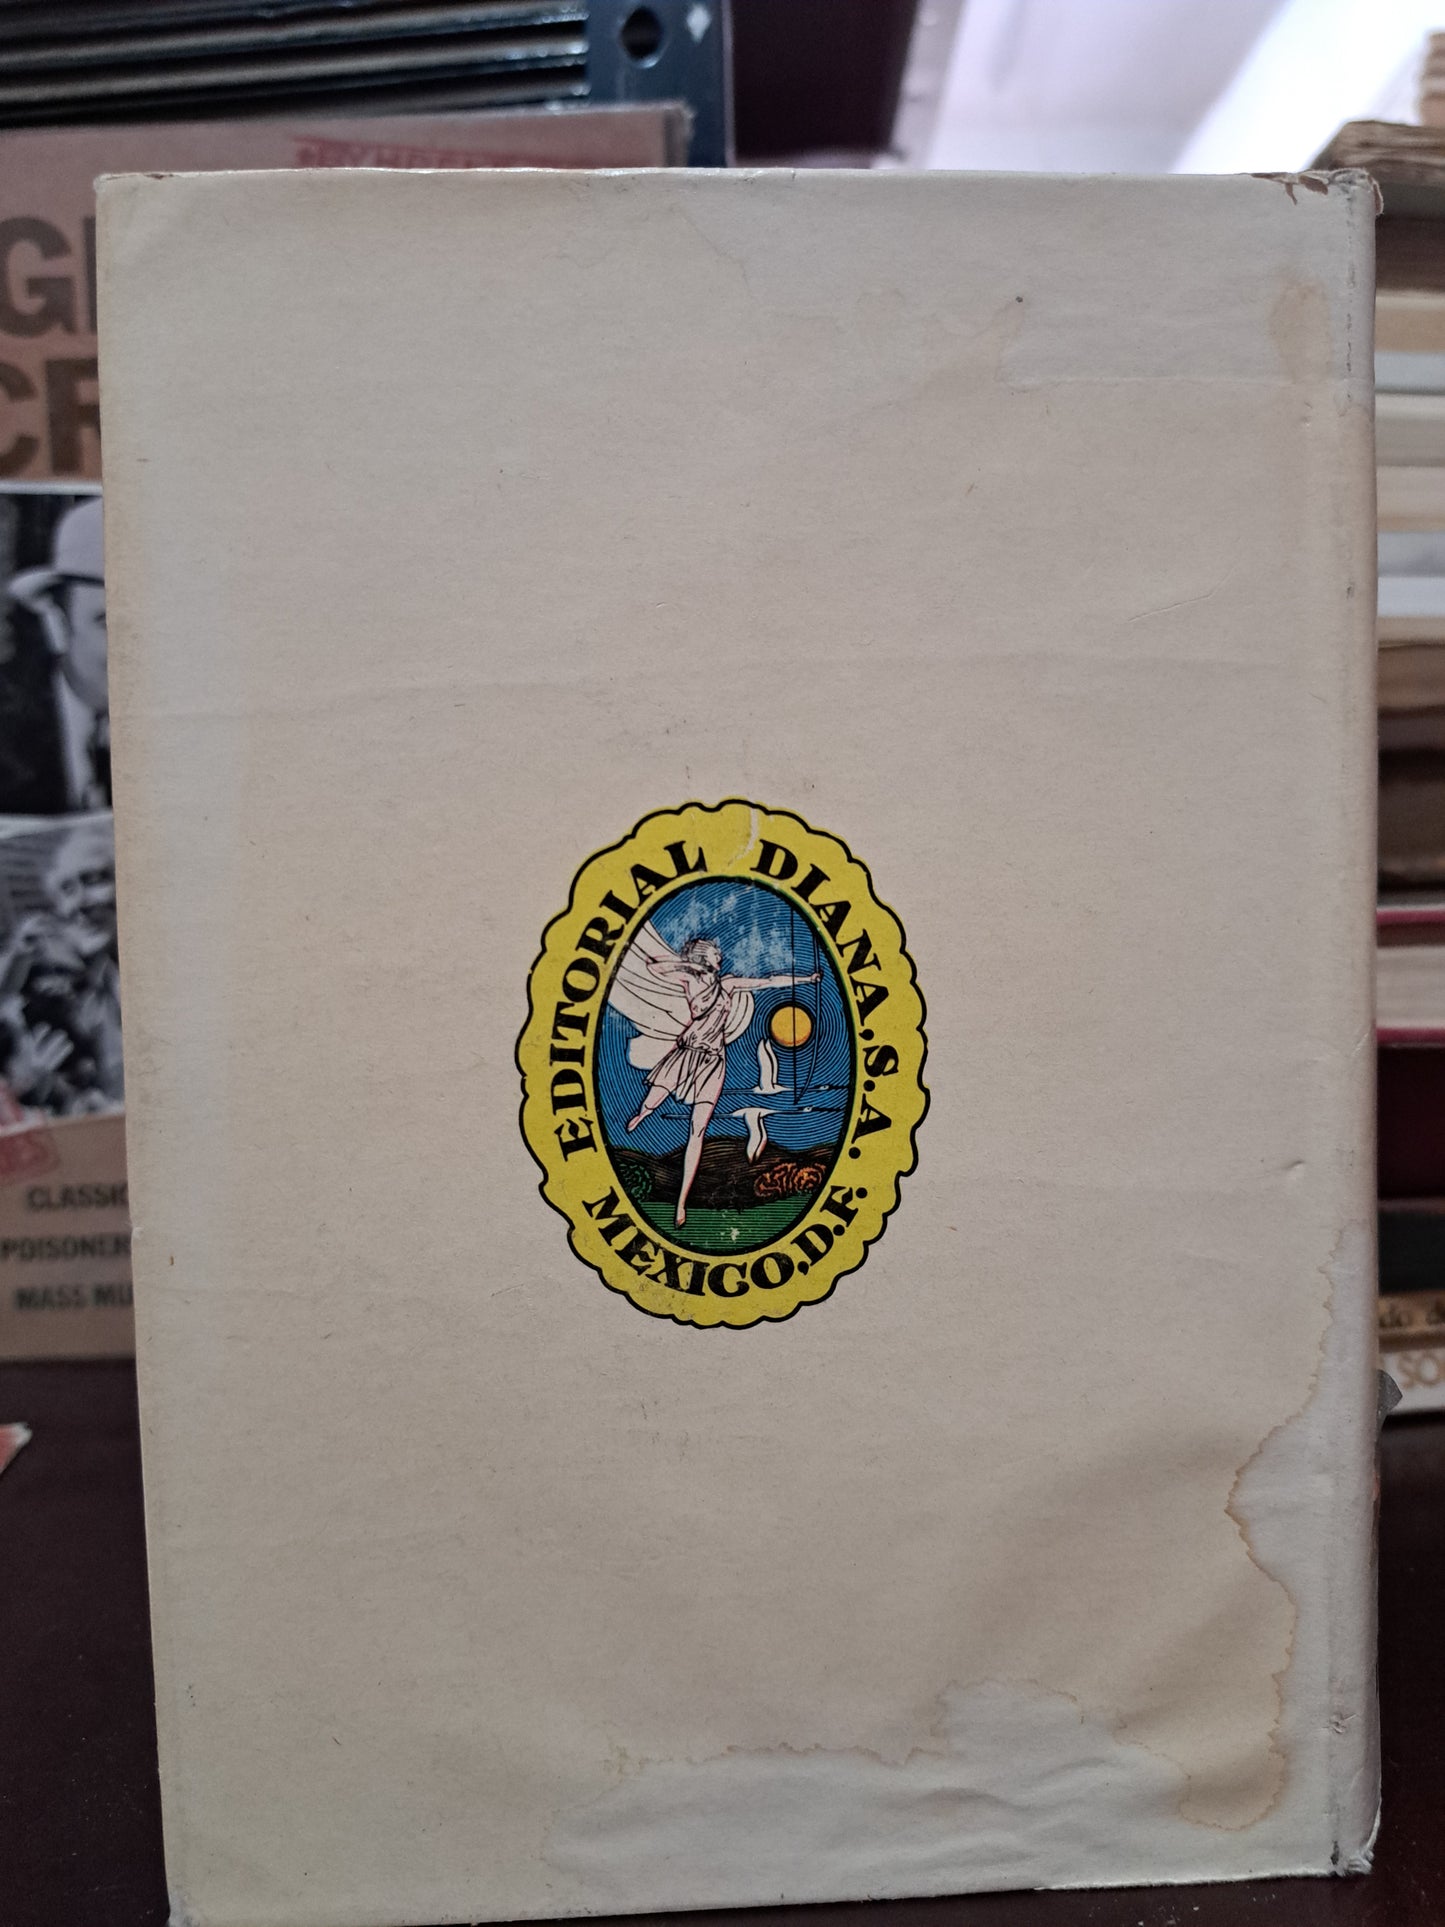 EDITORIAL DIANA, S.A.
MEXICO, D.F.
CLASSIC
POISONER
MASS MU